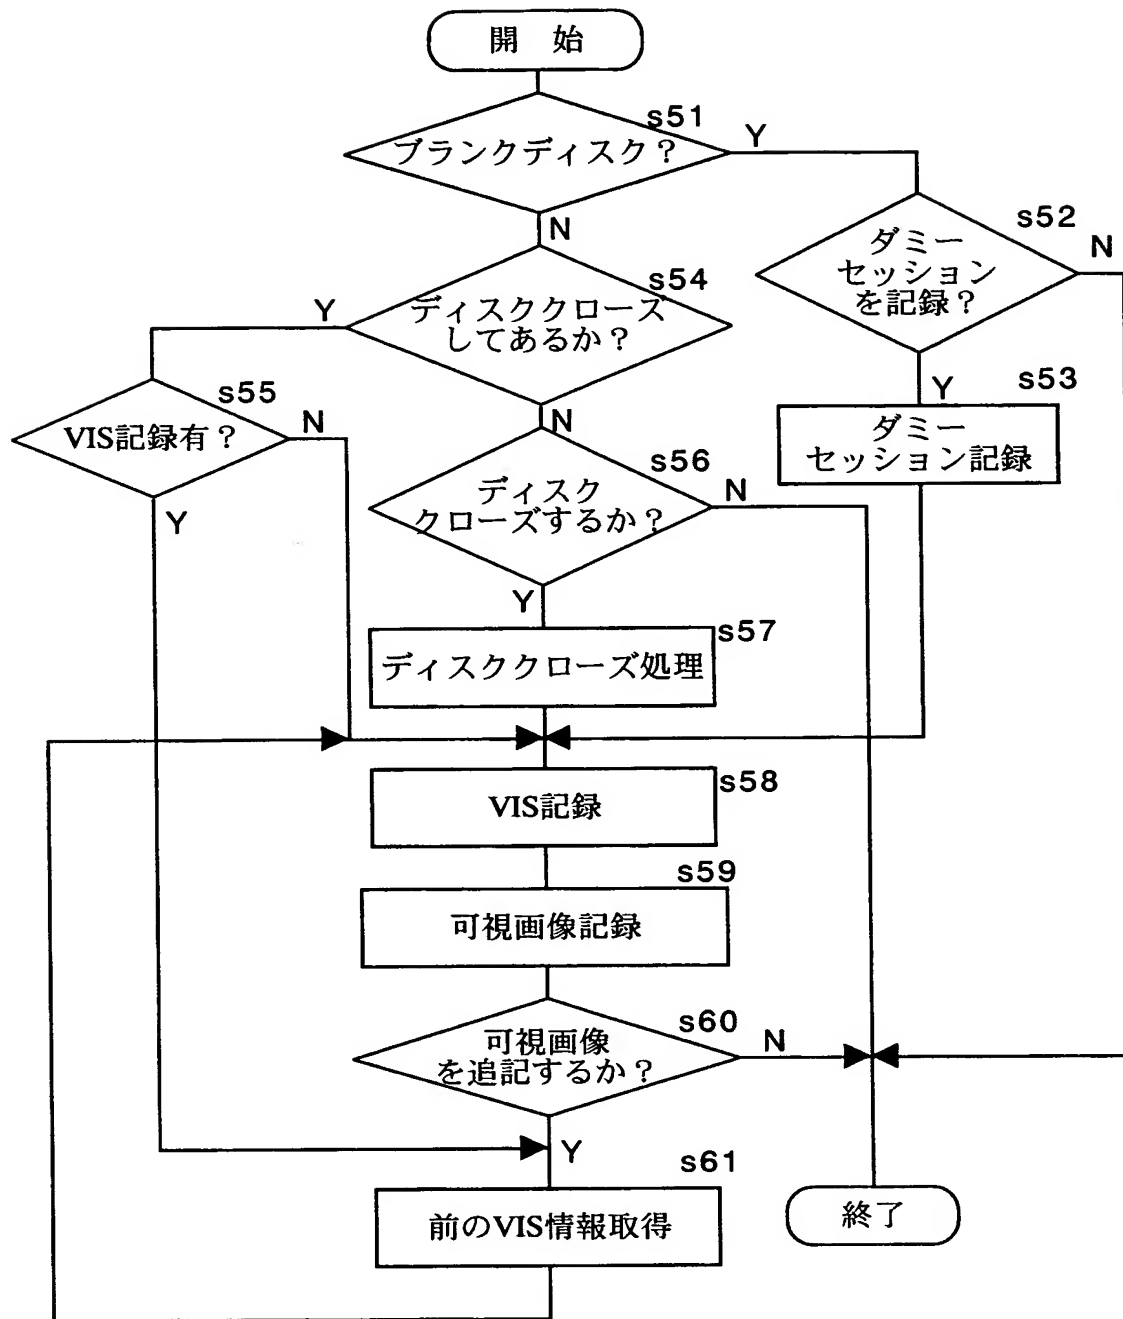 開 始
s51
ブランクディスク？
Y
N
s52
ダミー
セッション
を記録？
N
Y
s53
ダミー
セッション記録
s54
ディスククローズ
してあるか？
Y
N
s55
VIS記録有？
N
Y
s56
ディスク
クローズするか？
N
Y
s57
ディスククローズ処理
s58
VIS記録
s59
可視画像記録
s60
可視画像
を追記するか？
N
Y
s61
前のVIS情報取得
終了